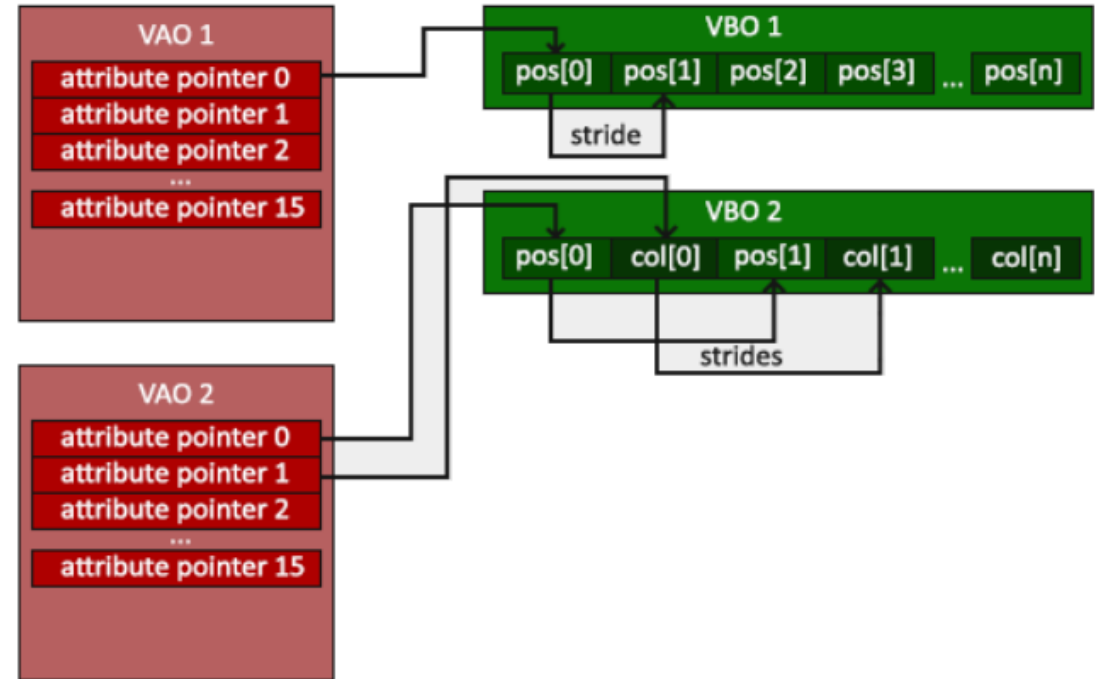 VAO 1
attribute pointer 0
attribute pointer 1
attribute pointer 2
...
attribute pointer 15
VBO 1
pos[0] pos[1] pos[2] pos[3] ... pos[n]
stride
VBO 2
pos[0] col[0] pos[1] col[1] ... col[n]
strides
VAO 2
attribute pointer 0
attribute pointer 1
attribute pointer 2
...
attribute pointer 15